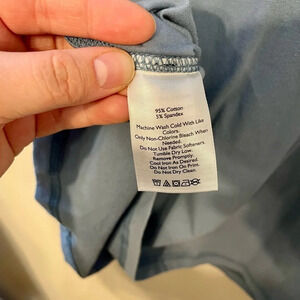 95% Cotton
5% Spandex
Machine Wash Cold With Like
Colors.
Only Non-Chlorine Bleach When
Needed.
Do Not Use Fabric Softeners
Tumble Dry Low.
Remove Promptly.
Cool Iron As Desired.
Do Not Iron On Print.
Do Not Dry Clean.